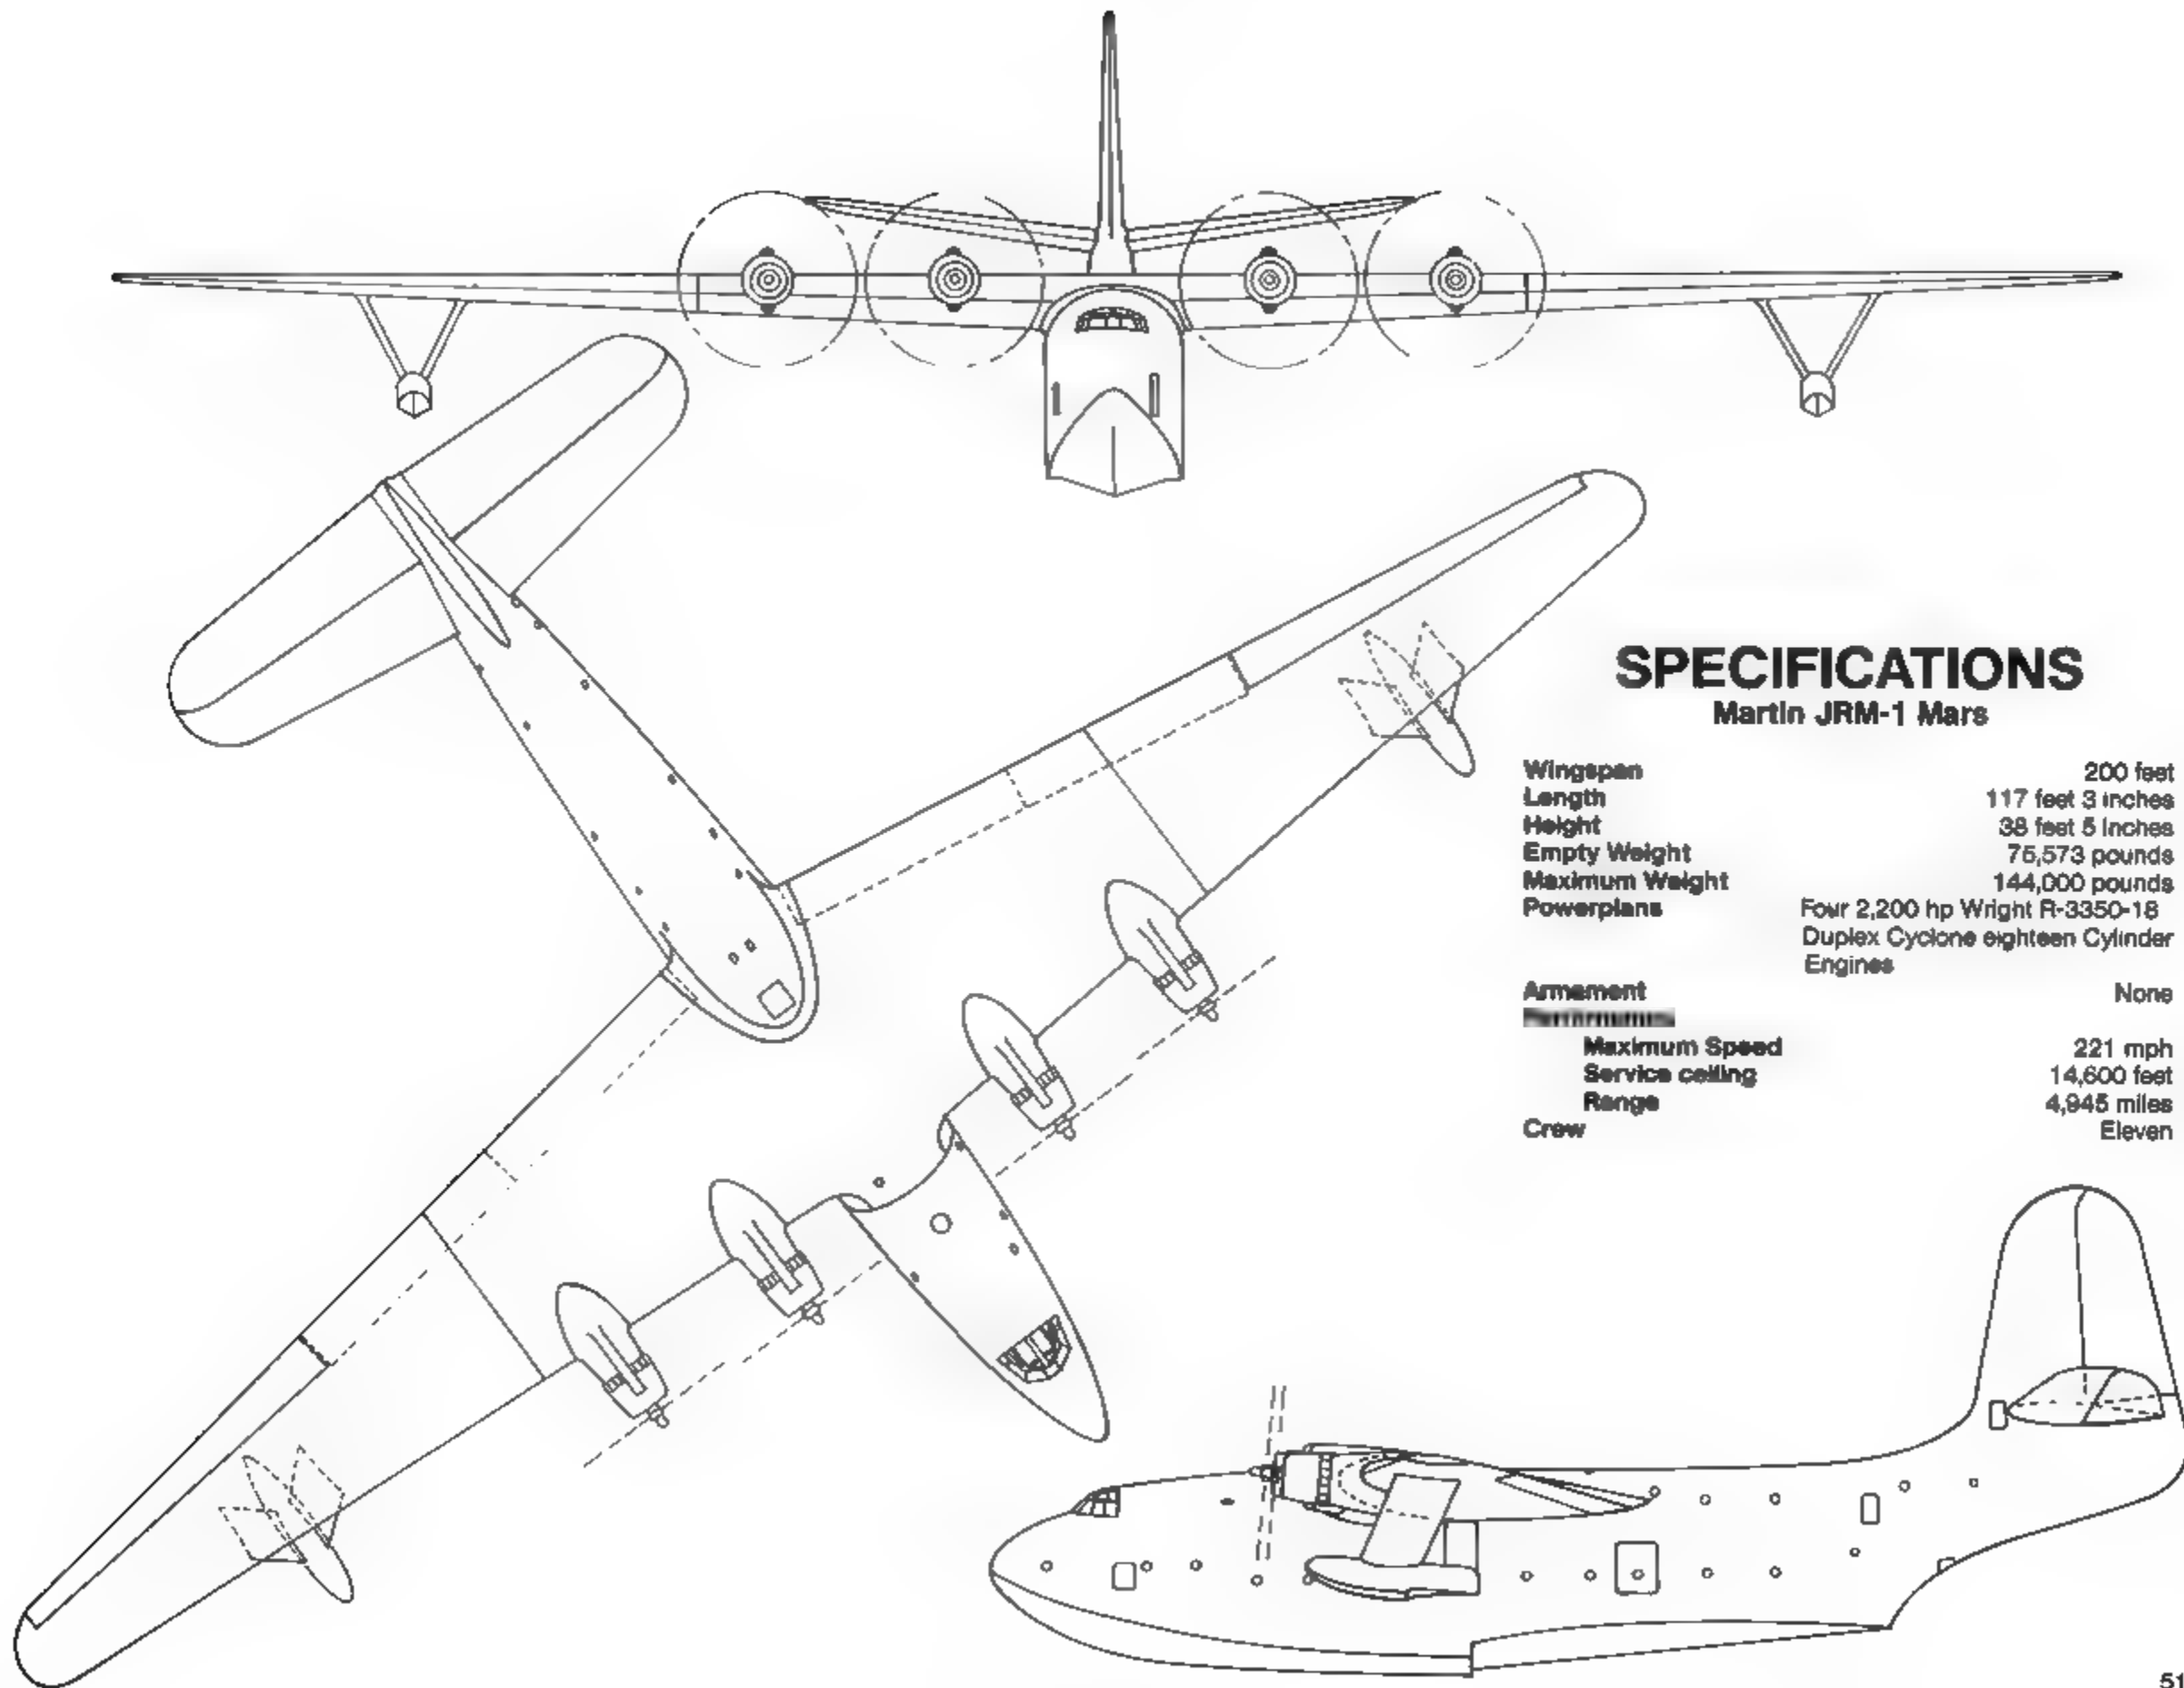 SPECIFICATIONS
Martin JRM-1 Mars
Wingspan 200 feet
Length 117 feet 3 inches
Height 38 feet 5 inches
Empty Weight 75,573 pounds
Maximum Weight 144,000 pounds
Powerplans Four 2,200 hp Wright R-3350-18
Duplex Cyclone eighteen Cylinder
Engines
Armament None
Maximum Speed 221 mph
Service ceiling 14,600 feet
Range 4,945 miles
Crew Eleven
51